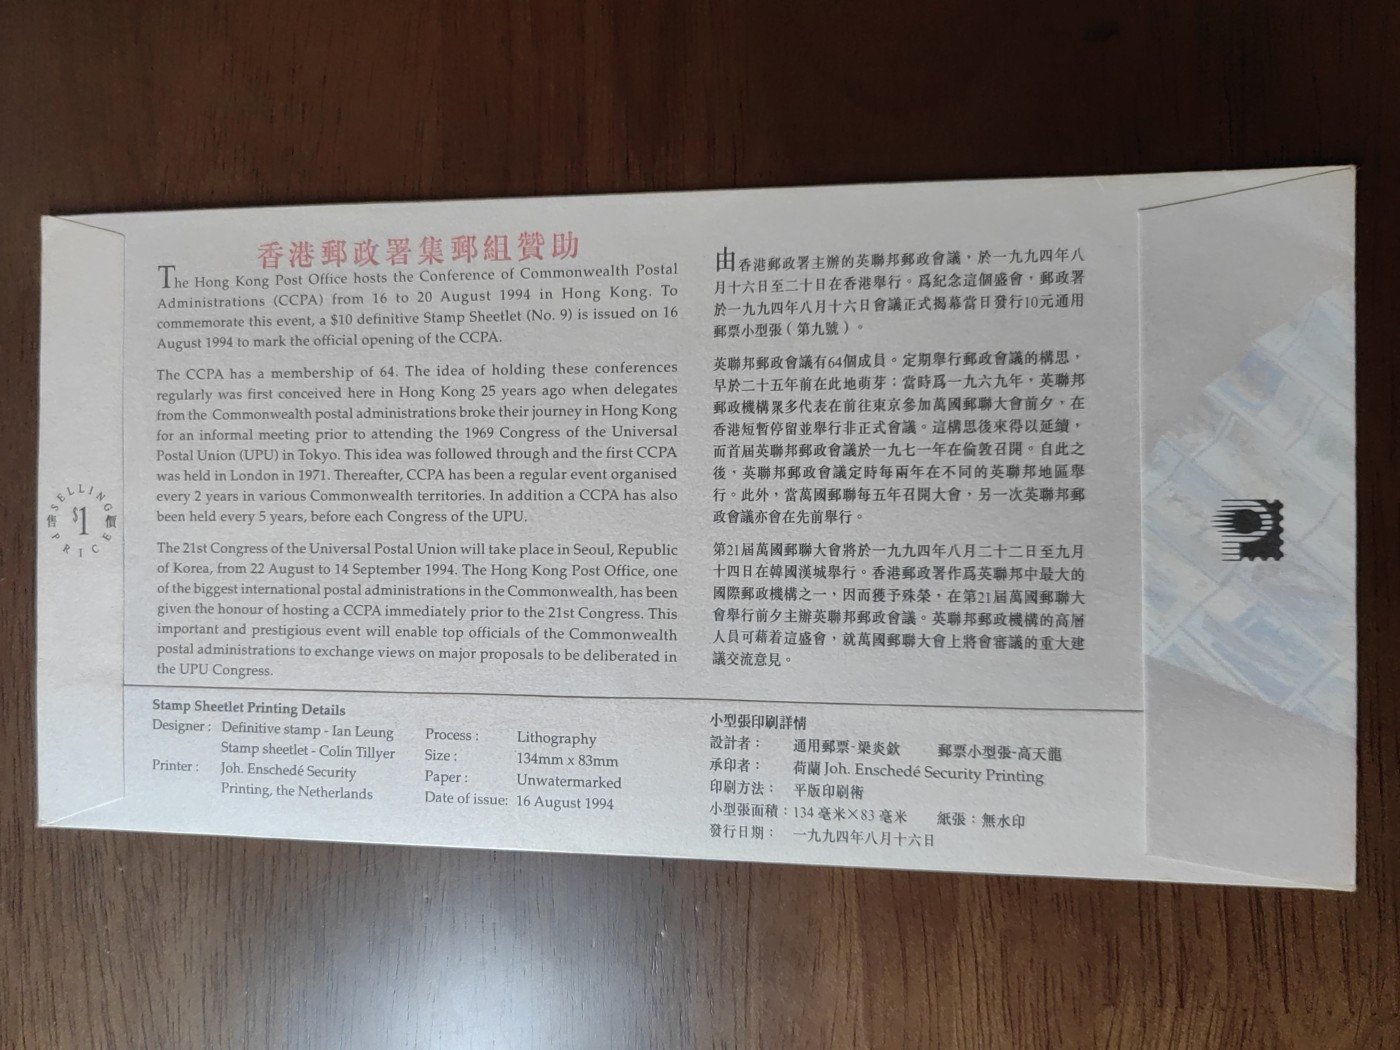 香港郵政署集郵組贊助
The Hong Kong Post Office hosts the Conference of Commonwealth Postal
Administrations (CCPA) from 16 to 20 August 1994 in Hong Kong. To
commemorate this event, a $10 definitive Stamp Sheetlet (No. 9) is issued on 16
August 1994 to mark the official opening of the CCPA.
The CCPA has a membership of 64. The idea of holding these conferences
regularly was first conceived here in Hong Kong 25 years ago when delegates
from the Commonwealth postal administrations broke their journey in Hong Kong
for an informal meeting prior to attending the 1969 Congress of the Universal
Postal Union (UPU) in Tokyo. This idea was followed through and the first CCPA
was held in London in 1971. Thereafter, CCPA has been a regular event organised
every 2 years in various Commonwealth territories. In addition a CCPA has also
been held every 5 years, before each Congress of the UPU.
The 21st Congress of the Universal Postal Union will take place in Seoul, Republic
of Korea, from 22 August to 14 September 1994. The Hong Kong Post Office, one
of the biggest international postal administrations in the Commonwealth, has been
given the honour of hosting a CCPA immediately prior to the 21st Congress. This
important and prestigious event will enable top officials of the Commonwealth
postal administrations to exchange views on major proposals to be deliberated in
the UPU Congress.
由香港郵政署主辦的英聯邦郵政會議，於一九九四年八
月十六日至二十日在香港舉行。爲紀念這個盛會，郵政署
於一九九四年八月十六日會議正式揭幕當日發行10元通用
郵票小型張（第九號）。
英聯邦郵政會議有64個成員。定期舉行郵政會議的構思，
早於二十五年前在此地萌芽；當時爲一九六九年，英聯邦
郵政機構眾多代表在前往東京參加萬國郵聯大會前夕，在
香港短暫停留並舉行非正式會議。這構思後來得以延續，
而首屆英聯邦郵政會議於一九七一年在倫敦召開。自此之
後，英聯邦郵政會議定時每兩年在不同的英聯邦地區舉
行。此外，當萬國郵聯每五年召開大會，另一次英聯邦郵
政會議亦會在先前舉行。
第21屆萬國郵聯大會將於一九九四年八月二十二日至九月
十四日在韓國漢城舉行。香港郵政署作爲英聯邦中最大的
國際郵政機構之一，因而獲予殊榮，在第21屆萬國郵聯大
會舉行前夕主辦英聯邦郵政會議。英聯邦郵政機構的高層
人員可藉着這盛會，就萬國郵聯大會上將會審議的重大建
議交流意見。
SELLING
售 $1 價
PRICE
Stamp Sheetlet Printing Details
Designer : Definitive stamp - Ian Leung
Stamp sheetlet - Colin Tillyer
Printer : Joh. Enschedé Security
Printing, the Netherlands
Process : Lithography
Size : 134mm x 83mm
Paper : Unwatermarked
Date of issue: 16 August 1994
小型張印刷詳情
設計者： 通用郵票-梁炎欽 郵票小型張-高天龍
承印者： 荷蘭 Joh. Enschedé Security Printing
印刷方法： 平版印刷術
小型張面積：134 毫米×83 毫米 紙張：無水印
發行日期： 一九九四年八月十六日